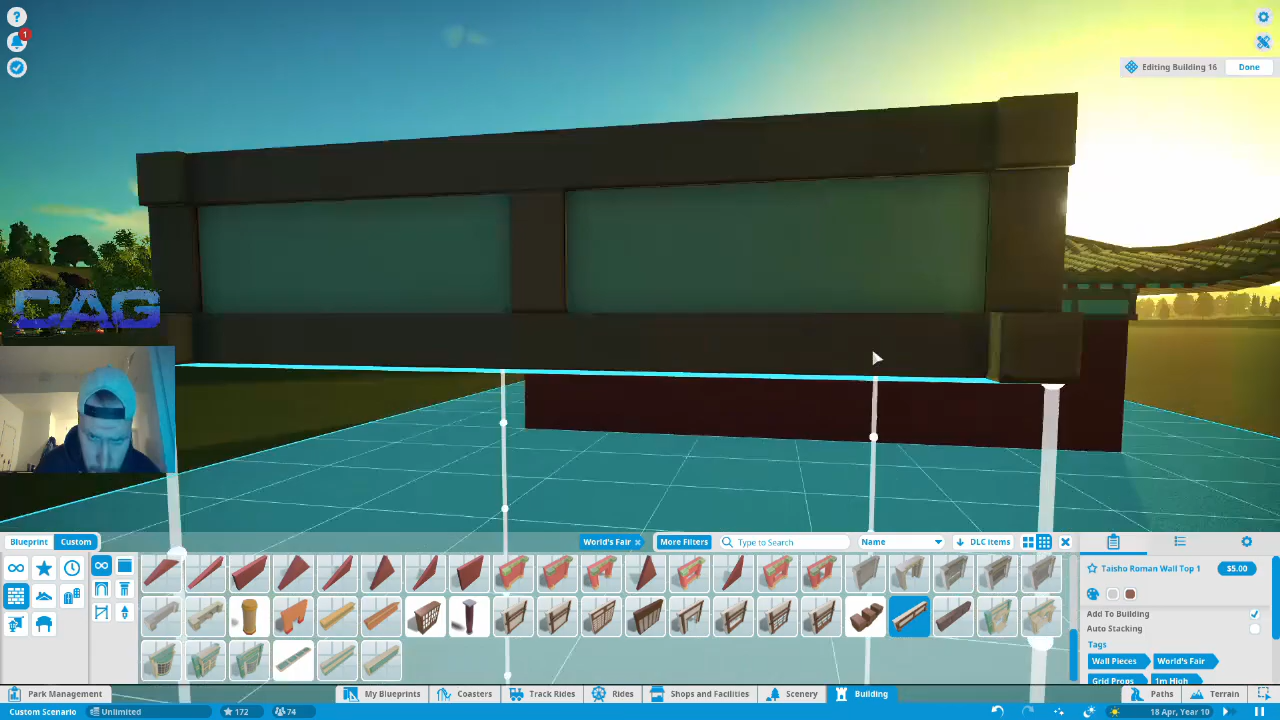 ?
1
Editing Building 16
Done
CAG
Blueprint
Custom
World's Fair ×
More Filters
Type to Search
Name
DLC items
Taisho Roman Wall Top 1
$5.00
Add To Building
Auto Stacking
Tags
Wall Pieces
World's Fair
Grid Props
1m High
Park Management
My Blueprints
Coasters
Track Rides
Rides
Shops and Facilities
Scenery
Building
Paths
Terrain
Custom Scenario
Unlimited
172
74
18 Apr, Year 10